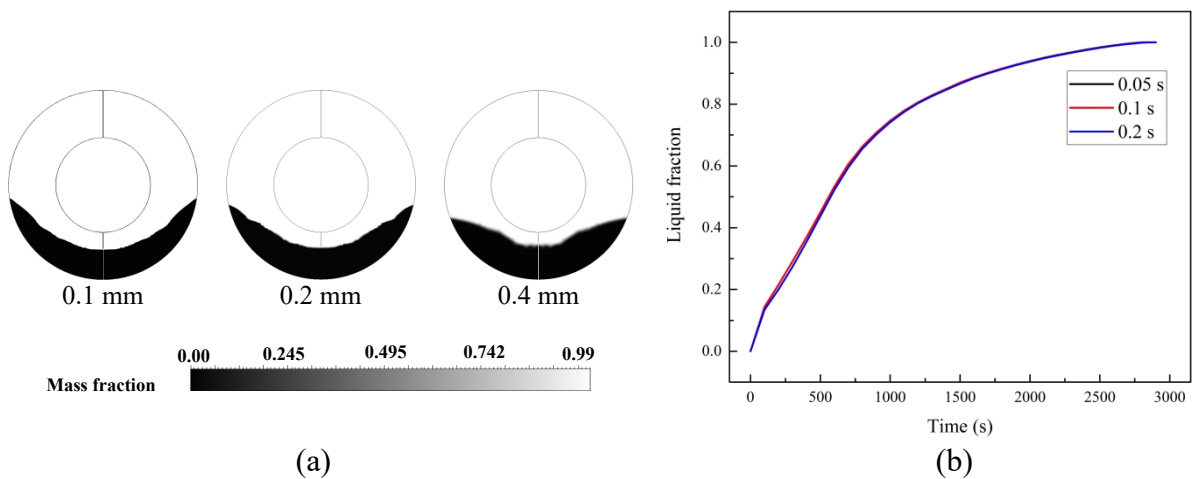 0.1 mm
0.2 mm
0.4 mm
0.00 0.245 0.495 0.742 0.99
Mass fraction
(a)
1.0
0.8
0.6
0.4
0.2
0.0
Liquid fraction
0.05 s
0.1 s
0.2 s
0 500 1000 1500 2000 2500 3000
Time (s)
(b)